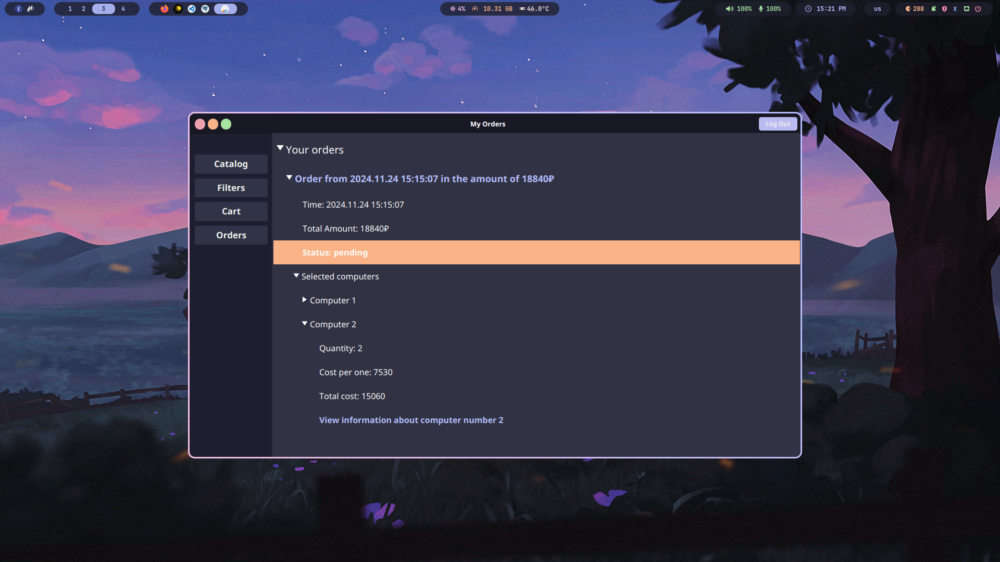 1 2 3 4
4% 10.31 GB 46.0°C
100% 100%
15:21 PM
us
288
My Orders
Log Out
Catalog
Filters
Cart
Orders
Your orders
Order from 2024.11.24 15:15:07 in the amount of 18840₽
Time: 2024.11.24 15:15:07
Total Amount: 18840₽
Status: pending
Selected computers
Computer 1
Computer 2
Quantity: 2
Cost per one: 7530
Total cost: 15060
View information about computer number 2